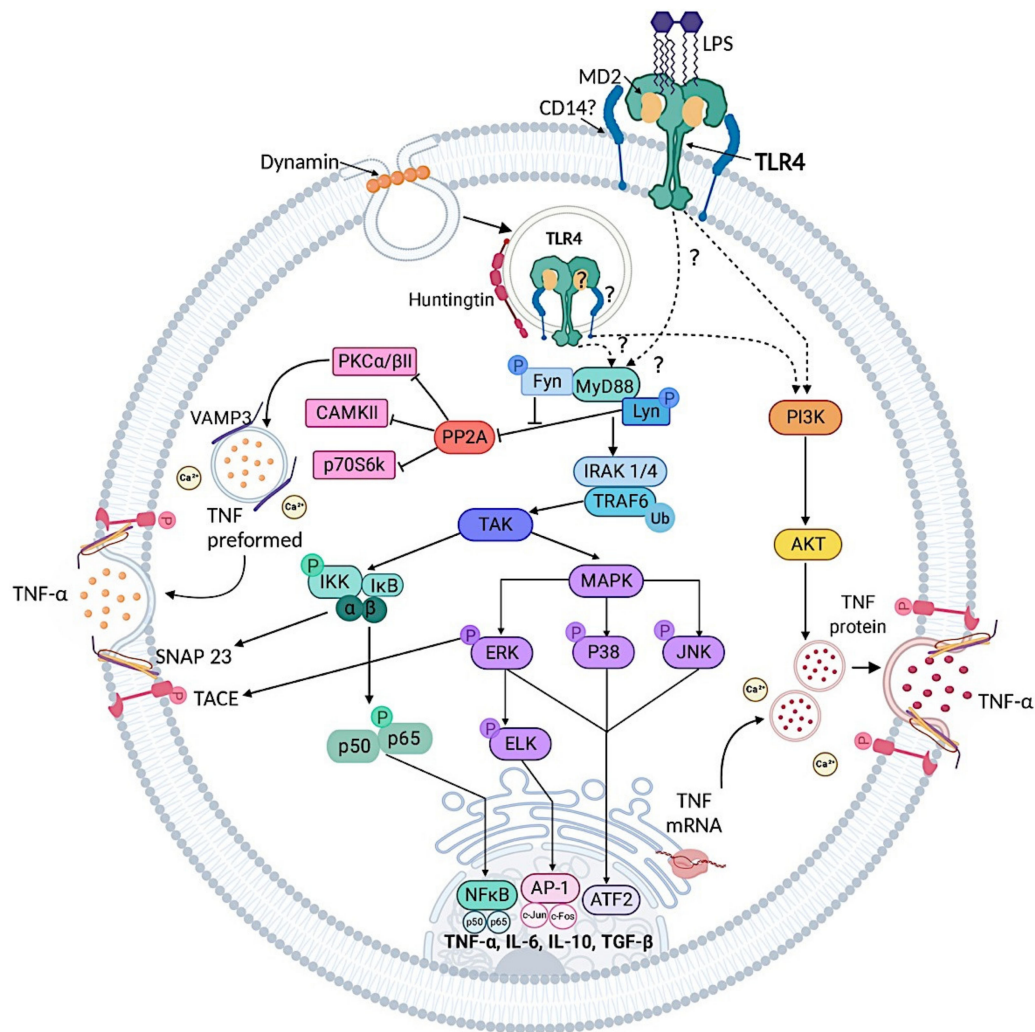 LPS
MD2
CD14?
TLR4
Dynamin
TLR4
?
?
?
Huntingtin
?
?
P
Fyn
MyD88
Lyn
P
PKCα/βII
CAMKII
p70S6k
PP2A
PI3K
VAMP3
Ca²⁺
Ca²⁺
TNF
preformed
IRAK 1/4
TRAF6
Ub
TAK
AKT
P
IKK
IκB
α
β
MAPK
P
TNF-α
P
ERK
P
P38
P
JNK
TNF
protein
P
SNAP 23
TACE
P
Ca²⁺
TNF-α
P
p50
p65
P
ELK
Ca²⁺
P
TNF
mRNA
NFκB
p50
p65
AP-1
c-Jun
c-Fos
ATF2
TNF-α, IL-6, IL-10, TGF-β